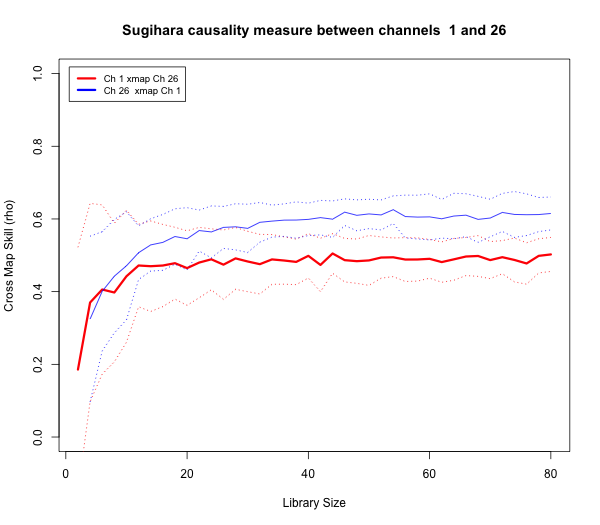 Sugihara causality measure between channels  1 and 26
Ch 1 xmap Ch 26
Ch 26  xmap Ch 1
Cross Map Skill (rho)
1.0
0.8
0.6
0.4
0.2
0.0
0 20 40 60 80
Library Size